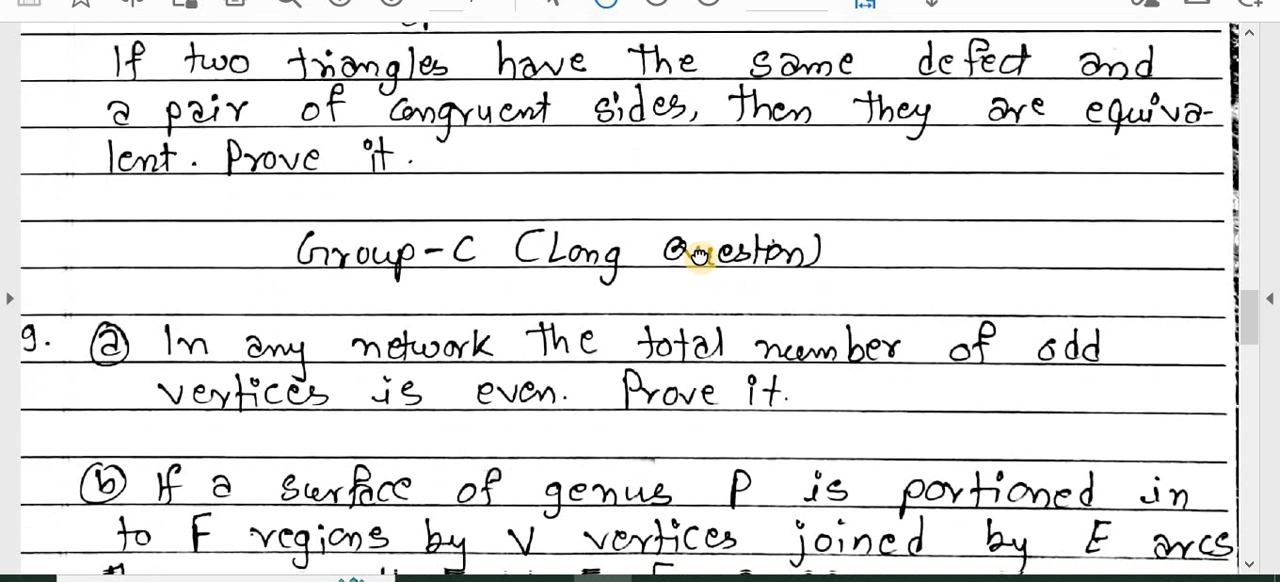 If two triangles have the same defect and
a pair of congruent sides, then they are equiva-
lent. Prove it.
Group-C (Long Question)
9. (a) In any network the total number of odd
vertices is even. Prove it.
(b) If a surface of genus P is portioned in
to F regions by V vertices joined by E arcs